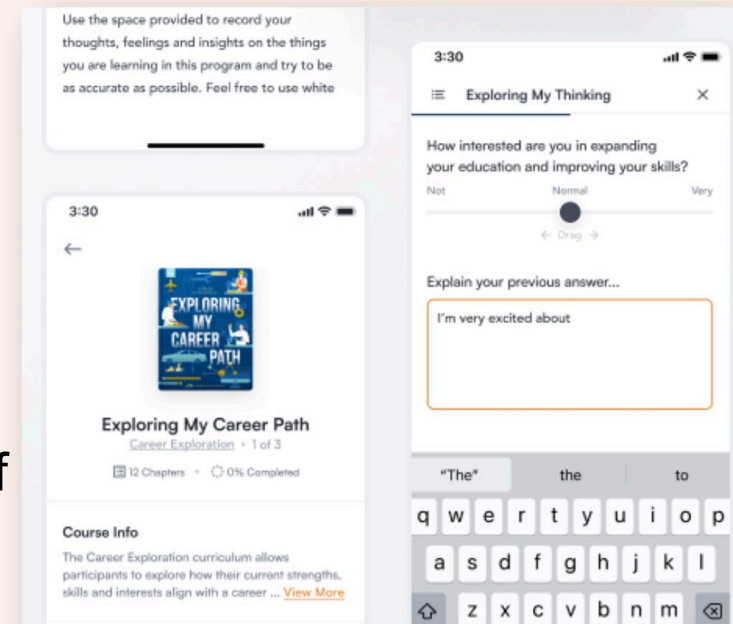 Use the space provided to record your
thoughts, feelings and insights on the things
you are learning in this program and try to be
as accurate as possible. Feel free to use white
3:30
EXPLORING
MY
CAREER
PATH
Exploring My Career Path
Career Exploration • 1 of 3
12 Chapters • 0% Completed
Course Info
The Career Exploration curriculum allows
participants to explore how their current strengths,
skills and interests align with a career ... View More
f
3:30
Exploring My Thinking
How interested are you in expanding
your education and improving your skills?
Not Normal Very
← Drag →
Explain your previous answer...
I'm very excited about
"The" the to
q w e r t y u i o p
a s d f g h j k l
z x c v b n m